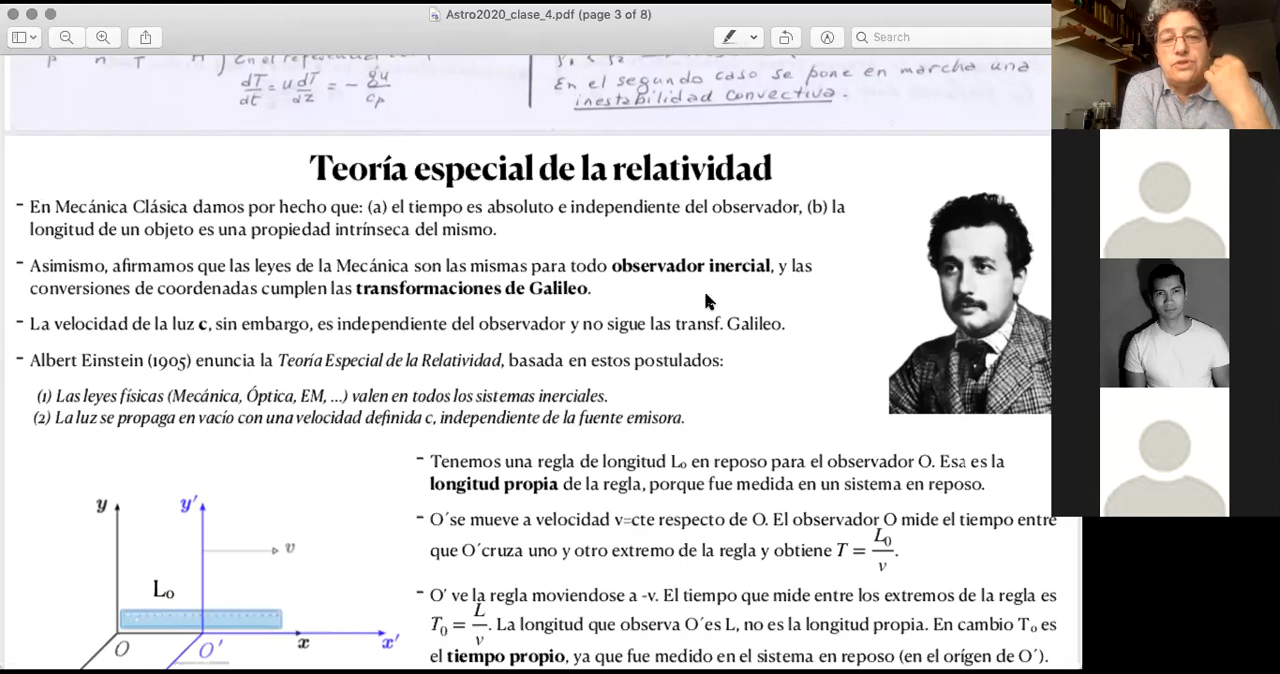 Astro2020_clase_4.pdf (page 3 of 8)
Search
dT/dt = u dT/dz = - gu/cp
En el segundo caso se pone en marcha una
inestabilidad convectiva.
Teoría especial de la relatividad
- En Mecánica Clásica damos por hecho que: (a) el tiempo es absoluto e independiente del observador, (b) la
longitud de un objeto es una propiedad intrínseca del mismo.
- Asimismo, afirmamos que las leyes de la Mecánica son las mismas para todo observador inercial, y las
conversiones de coordenadas cumplen las transformaciones de Galileo.
- La velocidad de la luz c, sin embargo, es independiente del observador y no sigue las transf. Galileo.
- Albert Einstein (1905) enuncia la Teoría Especial de la Relatividad, basada en estos postulados:
(1) Las leyes físicas (Mecánica, Óptica, EM, ...) valen en todos los sistemas inerciales.
(2) La luz se propaga en vacío con una velocidad definida c, independiente de la fuente emisora.
- Tenemos una regla de longitud L₀ en reposo para el observador O. Esa es la
longitud propia de la regla, porque fue medida en un sistema en reposo.
- O´se mueve a velocidad v=cte respecto de O. El observador O mide el tiempo entre
que O´cruza uno y otro extremo de la regla y obtiene T = L₀/v.
- O' ve la regla moviendose a -v. El tiempo que mide entre los extremos de la regla es
T₀ = L/v. La longitud que observa O´es L, no es la longitud propia. En cambio T₀ es
el tiempo propio, ya que fue medido en el sistema en reposo (en el orígen de O´).
y y'
v
L₀
O O' x x'